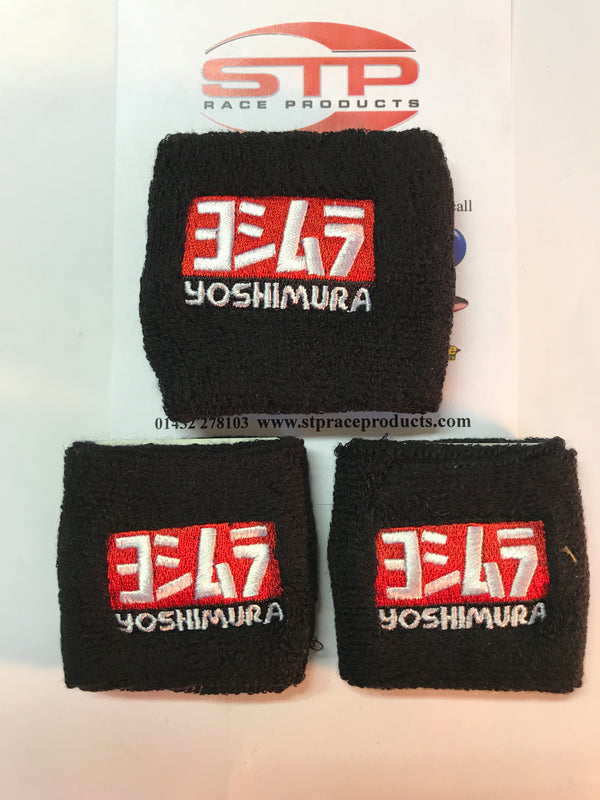 STP
RACE PRODUCTS
call
ヨシムラ
YOSHIMURA
01452 278103 www.stpraceproducts.com
ヨシムラ
YOSHIMURA
ヨシムラ
YOSHIMURA